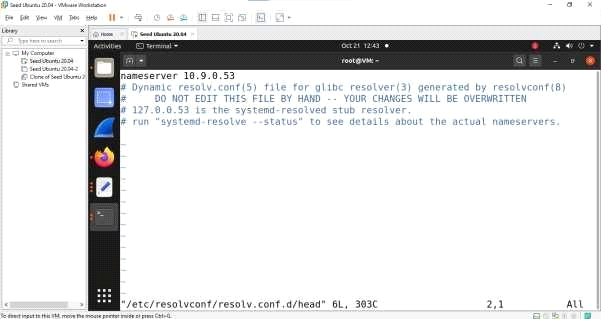 Seed Ubuntu 20.04 - VMware Workstation
File Edit View VM Tabs Help
Library
Type here to search
My Computer
Seed Ubuntu 20.04
Seed Ubuntu 20.04-2
Clone of Seed Ubuntu 2
Shared VMs
Home
Seed Ubuntu 20.04
Activities
Terminal
Oct 21 12:43
root@VM: ~
nameserver 10.9.0.53
# Dynamic resolv.conf(5) file for glibc resolver(3) generated by resolvconf(8)
# DO NOT EDIT THIS FILE BY HAND -- YOUR CHANGES WILL BE OVERWRITTEN
# 127.0.0.53 is the systemd-resolved stub resolver.
# run "systemd-resolve --status" to see details about the actual nameservers.
~
~
~
~
~
~
~
~
~
~
~
~
"/etc/resolvconf/resolv.conf.d/head" 6L, 303C 2,1 All
To direct input to this VM, move the mouse pointer inside or press Ctrl+G.